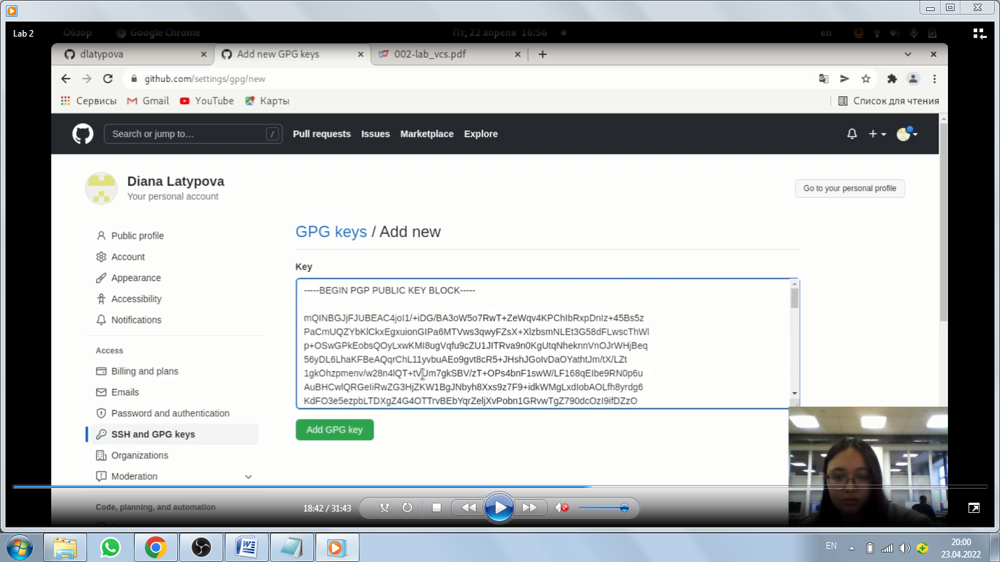 Lab 2
Обзор
Google Chrome
Пт, 22 апреля 16:56
en
dlatypova
Add new GPG keys
002-lab_vcs.pdf
github.com/settings/gpg/new
Сервисы
Gmail
YouTube
Карты
Список для чтения
Search or jump to…
/
Pull requests
Issues
Marketplace
Explore
Diana Latypova
Your personal account
Go to your personal profile
Public profile
Account
Appearance
Accessibility
Notifications
Access
Billing and plans
Emails
Password and authentication
SSH and GPG keys
Organizations
Moderation
Code, planning, and automation
GPG keys / Add new
Key
-----BEGIN PGP PUBLIC KEY BLOCK-----
mQINBGJjFJUBEAC4joI1/+iDG/BA3oW5o7RwT+ZeWqv4KPChIbRxpDnIz+45Bs5z
PaCmUQZYbKlCkxEgxuionGIPa6MTVws3qwyFZsX+XlzbsmNLEt3G58dFLwscThWl
p+OSwGPkEobsQOyLxwKMI8ugVqfu9cZU1JITRva9n0KgUtqNheknnVnOJrWHjBeq
56yDL6LhaKFBeAQqrChL11yvbuAEo9gvt8cR5+JHshJGoIvDaOYathtJm/tX/LZt
1gkOhzpmenv/w28n4lQT+tVUm7gkSBV/zT+OPs4bnF1swW/LF168qEIbe9RN0p6u
AuBHCwlQRGeIiRwZG3HjZKW1BgJNbyh8Xxs9z7F9+idkWMgLxdIobAOLfh8yrdg6
KdFO3e5ezpbLTDXgZ4G4OTTrvBEbYqrZeljXvPobn1GRvwTgZ790dcOzI9ifDZzO
Add GPG key
18:42 / 31:43
EN
20:00
23.04.2022